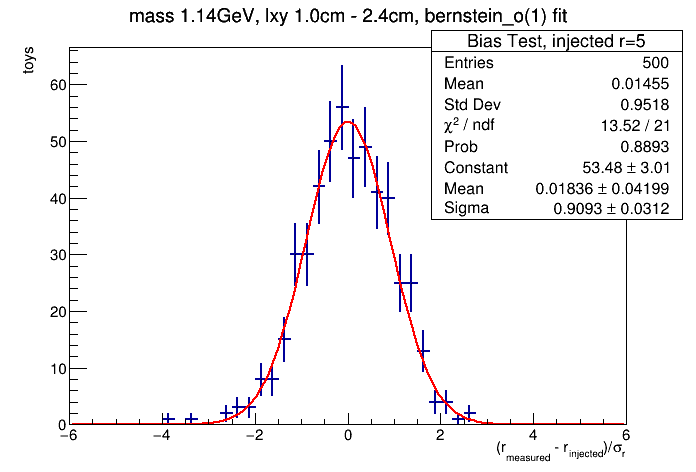 mass 1.14GeV, lxy 1.0cm - 2.4cm, bernstein_o(1) fit
Bias Test, injected r=5
Entries 500
Mean 0.01455
Std Dev 0.9518
χ² / ndf 13.52 / 21
Prob 0.8893
Constant 53.48 ± 3.01
Mean 0.01836 ± 0.04199
Sigma 0.9093 ± 0.0312
toys
60
50
40
30
20
10
0
−6 −4 −2 0 2 4 6
(r_measured - r_injected)/σ_r